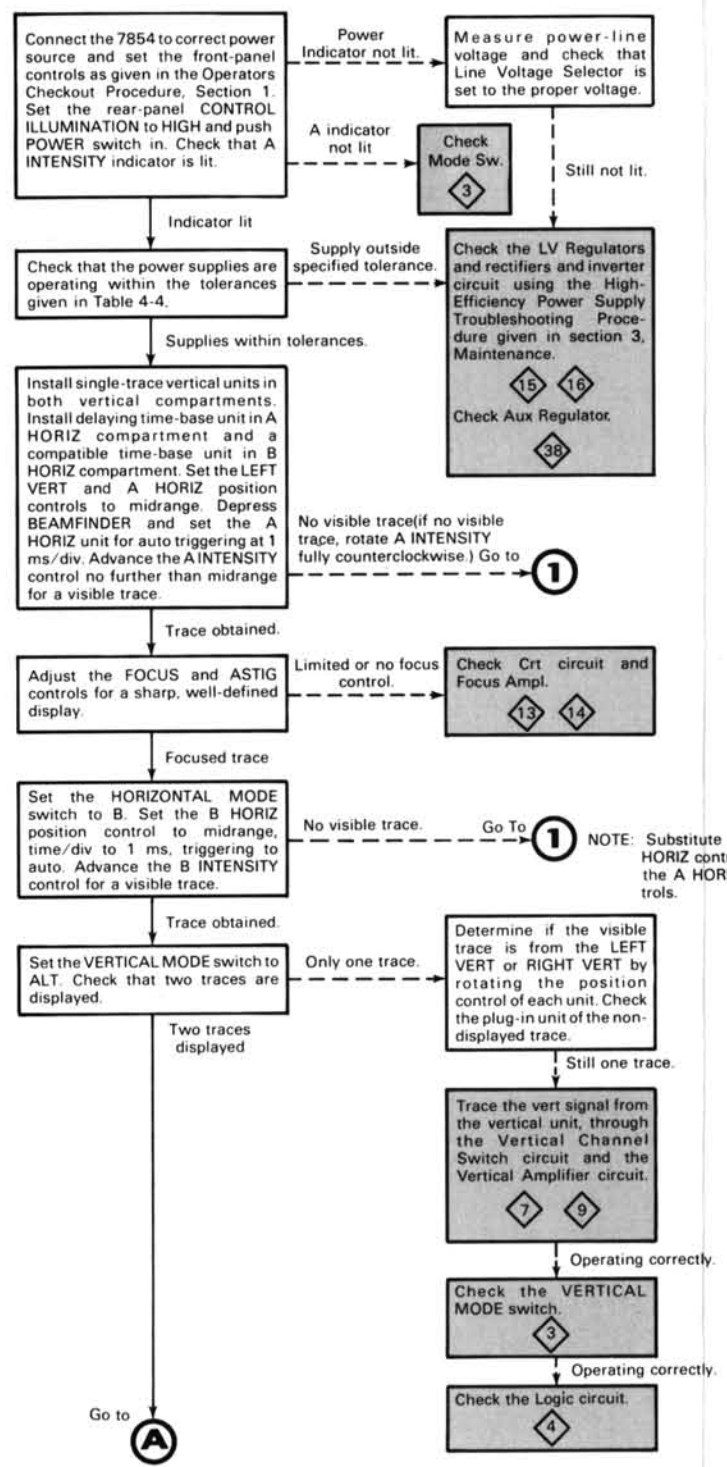 Connect the 7854 to correct power
source and set the front-panel
controls as given in the Operators
Checkout Procedure, Section 1.
Set the rear-panel CONTROL
ILLUMINATION to HIGH and push
POWER switch in. Check that A
INTENSITY indicator is lit.
Power
Indicator not lit.
Measure power-line
voltage and check that
Line Voltage Selector is
set to the proper voltage.
A indicator
not lit
Check
Mode Sw.
3
Still not lit.
Indicator lit
Check that the power supplies are
operating within the tolerances
given in Table 4-4.
Supply outside
specified tolerance.
Check the LV Regulators
and rectifiers and inverter
circuit using the High-
Efficiency Power Supply
Troubleshooting Proce-
dure given in section 3,
Maintenance.
15 16
Check Aux Regulator.
38
Supplies within tolerances.
Install single-trace vertical units in
both vertical compartments.
Install delaying time-base unit in A
HORIZ compartment and a
compatible time-base unit in B
HORIZ compartment. Set the LEFT
VERT and A HORIZ position
controls to midrange. Depress
BEAMFINDER and set the A
HORIZ unit for auto triggering at 1
ms/div. Advance the A INTENSITY
control no further than midrange
for a visible trace.
No visible trace(if no visible
trace, rotate A INTENSITY
fully counterclockwise.) Go to
1
Trace obtained.
Adjust the FOCUS and ASTIG
controls for a sharp, well-defined
display.
Limited or no focus
control.
Check Crt circuit and
Focus Ampl.
13 14
Focused trace
Set the HORIZONTAL MODE
switch to B. Set the B HORIZ
position control to midrange,
time/div to 1 ms, triggering to
auto. Advance the B INTENSITY
control for a visible trace.
No visible trace. Go To
1
NOTE: Substitute
HORIZ cont
the A HORI
trols.
Trace obtained.
Set the VERTICAL MODE switch to
ALT. Check that two traces are
displayed.
Only one trace.
Determine if the visible
trace is from the LEFT
VERT or RIGHT VERT by
rotating the position
control of each unit. Check
the plug-in unit of the non-
displayed trace.
Two traces
displayed
Still one trace.
Trace the vert signal from
the vertical unit, through
the Vertical Channel
Switch circuit and the
Vertical Amplifier circuit.
7 9
Operating correctly.
Check the VERTICAL
MODE switch.
3
Operating correctly.
Check the Logic circuit.
4
Go to
A